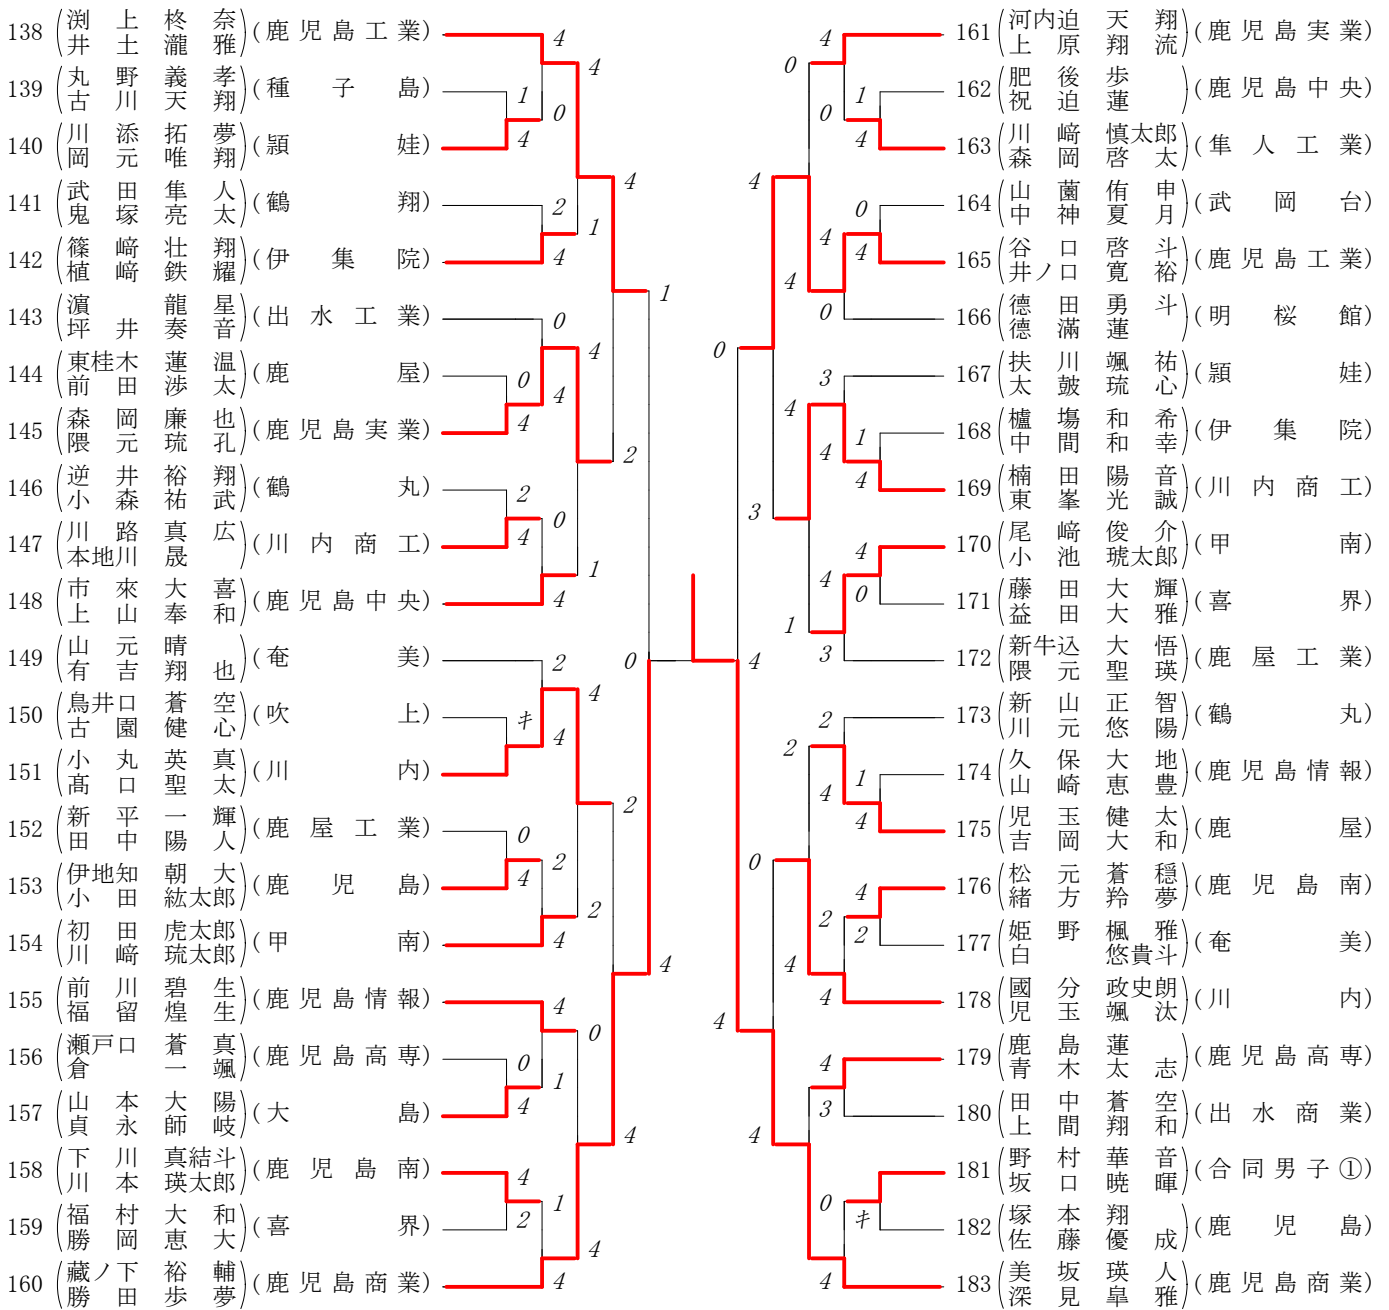 138 渕上柊奈 井土瀧雅 (鹿児島工業)
139 丸野義孝 古川天翔 (種子島)
140 川添拓夢 岡元唯翔 (頴娃)
141 武田隼人 鬼塚亮太 (鶴翔)
142 篠﨑壮翔 植﨑鉄耀 (伊集院)
143 濵龍星 坪井奏音 (出水工業)
144 東桂木蓮温 前田渉太 (鹿屋)
145 森岡廉也 隈元琉孔 (鹿児島実業)
146 逆井裕翔 小森祐武 (鶴丸)
147 川路真広 本地川晟 (川内商工)
148 市來大喜 上山奉和 (鹿児島中央)
149 山元晴 有吉翔也 (奄美)
150 鳥井口蒼空 古園健心 (吹上)
151 小丸英真 髙口聖太 (川内)
152 新平一輝 田中陽人 (鹿屋工業)
153 伊地知朝大 小田紘太郎 (鹿児島)
154 初田虎太郎 川﨑琉太郎 (甲南)
155 前川碧生 福留煌生 (鹿児島情報)
156 瀬戸口蒼真 倉一颯 (鹿児島高専)
157 山本大陽 貞永師岐 (大島)
158 下川真結斗 川本瑛太郎 (鹿児島南)
159 福村大和 勝岡恵大 (喜界)
160 藏ノ下裕輔 勝田歩夢 (鹿児島商業)
4 1 4 2 4 0 0 4 2 4 4 2 キ 0 4 4 4 0 4 4 2 4
0 4 0 1 4 4 0 1 4 4 2 2 0 1 1 4
4 2 2 4
1 4
0 4
0 4
4 3 0 4
0 4 4 1 2 4 4
4 1 4 0 4 0 3 1 4 4 4 0 3 2 1 4 4 4 2 2 4 4 3 0 キ 4
161 河内迫天翔 上原翔流 (鹿児島実業)
162 肥後歩 祝迫蓮 (鹿児島中央)
163 川﨑慎太郎 森岡啓太 (隼人工業)
164 山薗侑申 中神夏月 (武岡台)
165 谷口啓斗 井ノ口寛裕 (鹿児島工業)
166 德田勇斗 德滿蓮 (明桜館)
167 扶川颯祐 太鼓琉心 (頴娃)
168 櫨場和希 中間和幸 (伊集院)
169 楠田陽音 東峯光誠 (川内商工)
170 尾﨑俊介 小池琥太郎 (甲南)
171 藤田大輝 益田大雅 (喜界)
172 新牛込大悟 隈元聖瑛 (鹿屋工業)
173 新山正智 川元悠陽 (鶴丸)
174 久保大地 山崎恵豊 (鹿児島情報)
175 児玉健太 吉岡大和 (鹿屋)
176 松元蒼穏 緒方羚夢 (鹿児島南)
177 姫野楓雅 白悠貴斗 (奄美)
178 國分政史朗 児玉颯汰 (川内)
179 鹿島蓮 青木太志 (鹿児島高専)
180 田中蒼空 上間翔和 (出水商業)
181 野村華音 坂口暁暉 (合同男子①)
182 塚本翔 佐藤優成 (鹿児島)
183 美坂瑛人 深見皐雅 (鹿児島商業)